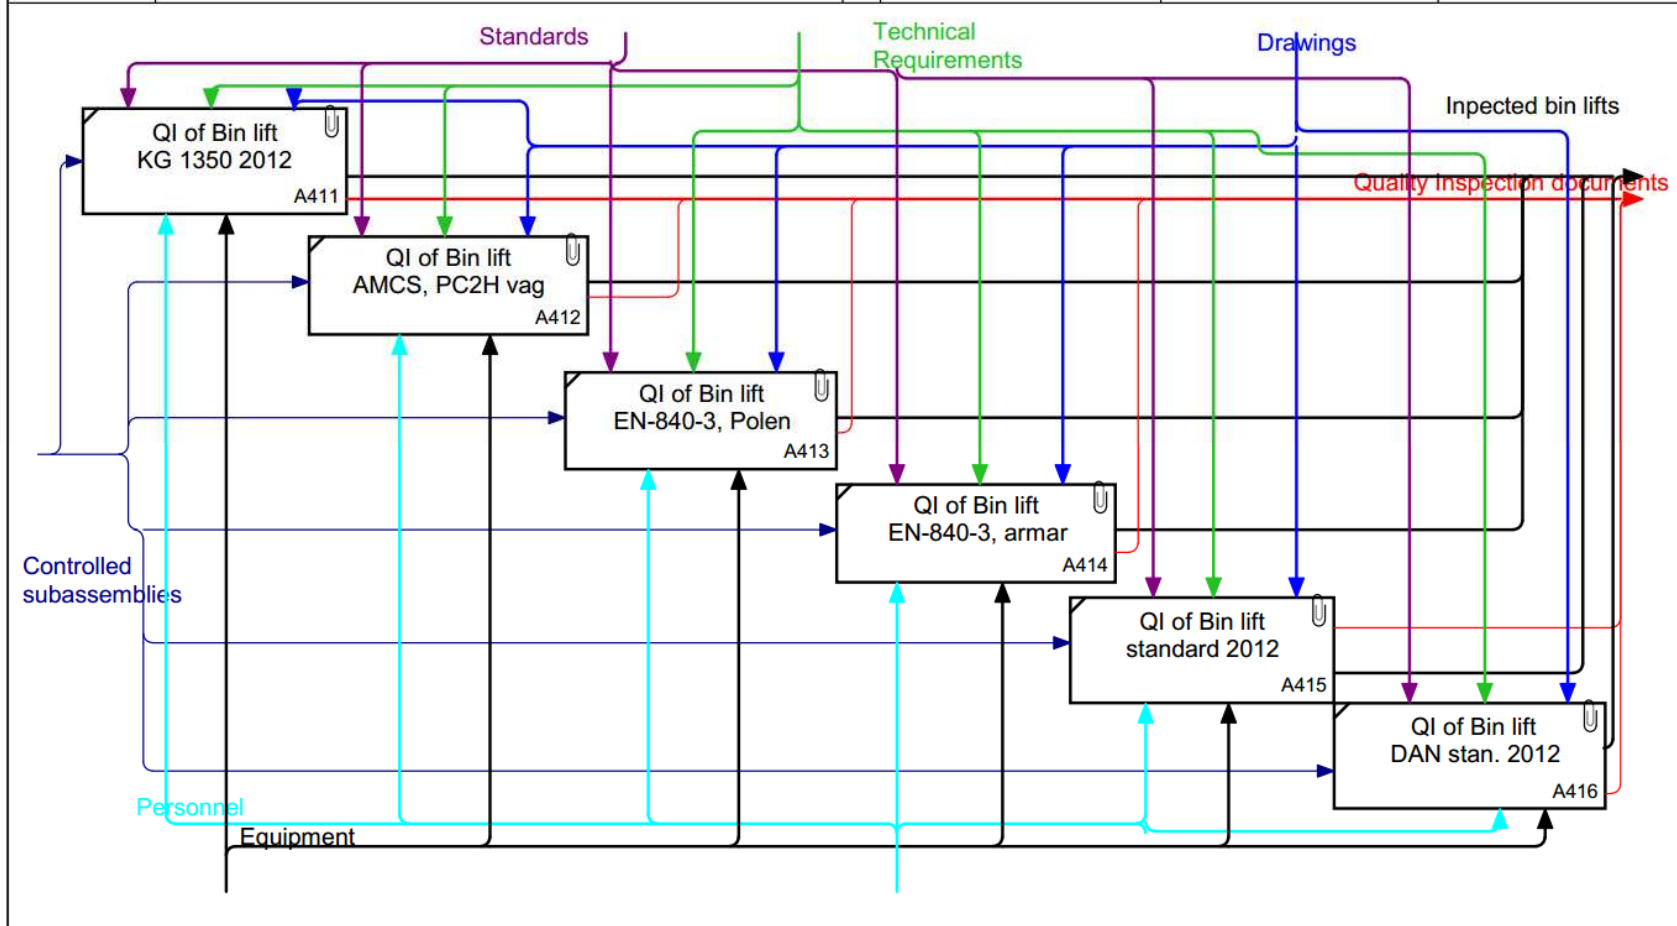 Standards
Technical
Requirements
Drawings
Inpected bin lifts
QI of Bin lift
KG 1350 2012
A411
Quality Inspection documents
QI of Bin lift
AMCS, PC2H vag
A412
QI of Bin lift
EN-840-3, Polen
A413
QI of Bin lift
EN-840-3, armar
A414
Controlled
subassemblies
QI of Bin lift
standard 2012
A415
QI of Bin lift
DAN stan. 2012
A416
Personnel
Equipment